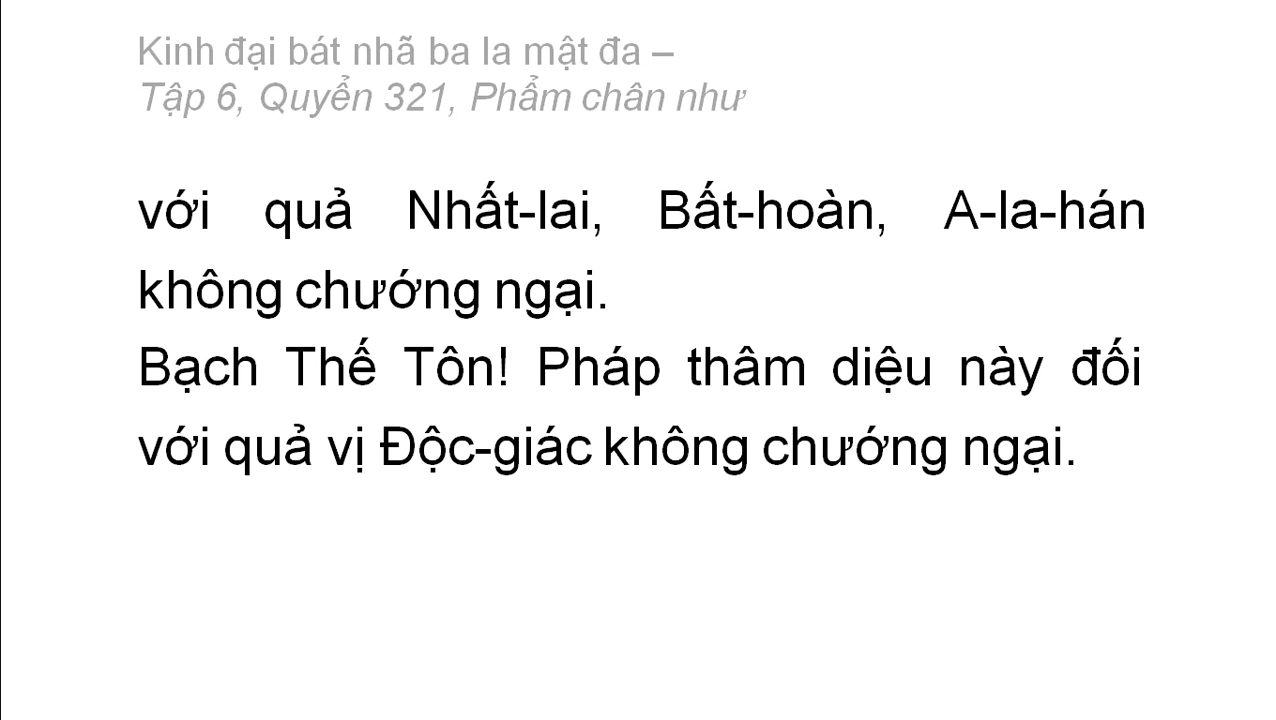 Kinh đại bát nhã ba la mật đa –
Tập 6, Quyển 321, Phẩm chân như
với quả Nhất-lai, Bất-hoàn, A-la-hán
không chướng ngại.
Bạch Thế Tôn! Pháp thâm diệu này đối
với quả vị Độc-giác không chướng ngại.